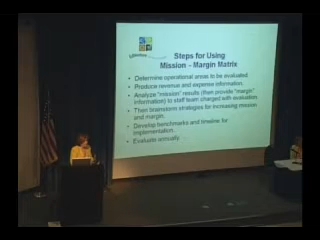 Steps for Using
Mission - Margin Matrix
• Determine operational areas to be evaluated.
• Produce revenue and expense information.
• Analyze "mission" results (then provide "margin"
information) to staff team charged with evaluation.
• Then brainstorm strategies for increasing mission
and margin.
• Develop benchmarks and timeline for
implementation.
• Evaluate annually